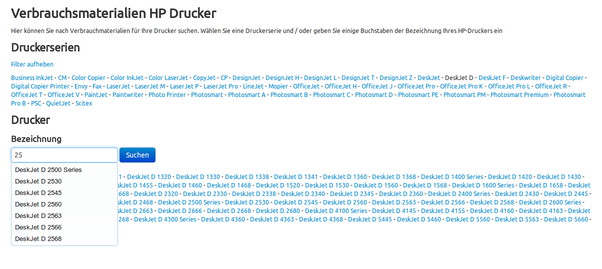 Verbrauchsmaterialien HP Drucker
Hier können Sie nach Verbrauchmaterialien für Ihre Drucker suchen. Wählen Sie eine Druckerserie und / oder geben Sie einige Buchstaben der Bezeichnung Ihres HP-Druckers ein
Druckerserien
Filter aufheben
Business InkJet - CM - Color Copier - Color InkJet - Color LaserJet - CopyJet - CP - DesignJet - DesignJet H - DesignJet L - DesignJet T - DesignJet Z - DeskJet - DeskJet D - DeskJet F - Deskwriter - Digital Copier -
Digital Copier Printer - Envy - Fax - LaserJet - LaserJet M - LaserJet P - LaserJet Pro - LineJet - Mopier - OfficeJet - OfficeJet H - OfficeJet J - OfficeJet Pro - OfficeJet Pro K - OfficeJet Pro L - OfficeJet R -
OfficeJet T - OfficeJet V - PaintJet - Paintwriter - Photo Printer - Photosmart - Photosmart A - Photosmart B - Photosmart C - Photosmart D - Photosmart PE - Photosmart PM - Photosmart Premium - Photosmart
Pro B - PSC - QuietJet - Scitex
Drucker
Bezeichnung
25 Suchen
DeskJet D 2500 Series
DeskJet D 2530
DeskJet D 2545
DeskJet D 2560
DeskJet D 2563
DeskJet D 2566
DeskJet D 2568
1 - DeskJet D 1320 - DeskJet D 1330 - DeskJet D 1338 - DeskJet D 1341 - DeskJet D 1360 - DeskJet D 1368 - DeskJet D 1400 Series - DeskJet D 1420 - DeskJet D 1430 -
skJet D 1455 - DeskJet D 1460 - DeskJet D 1468 - DeskJet D 1520 - DeskJet D 1530 - DeskJet D 1560 - DeskJet D 1568 - DeskJet D 1600 Series - DeskJet D 1658 - DeskJet
668 - DeskJet D 2320 - DeskJet D 2330 - DeskJet D 2338 - DeskJet D 2340 - DeskJet D 2345 - DeskJet D 2360 - DeskJet D 2400 Series - DeskJet D 2430 - DeskJet D 2445 -
skJet D 2468 - DeskJet D 2500 Series - DeskJet D 2530 - DeskJet D 2545 - DeskJet D 2560 - DeskJet D 2563 - DeskJet D 2566 - DeskJet D 2568 - DeskJet D 2600 Series -
skJet D 2663 - DeskJet D 2666 - DeskJet D 2668 - DeskJet D 2680 - DeskJet D 4100 Series - DeskJet D 4145 - DeskJet D 4155 - DeskJet D 4160 - DeskJet D 4163 - DeskJet
268 - DeskJet D 4300 Series - DeskJet D 4360 - DeskJet D 4363 - DeskJet D 4368 - DeskJet D 5445 - DeskJet D 5460 - DeskJet D 5560 - DeskJet D 5563 - DeskJet D 5660 -